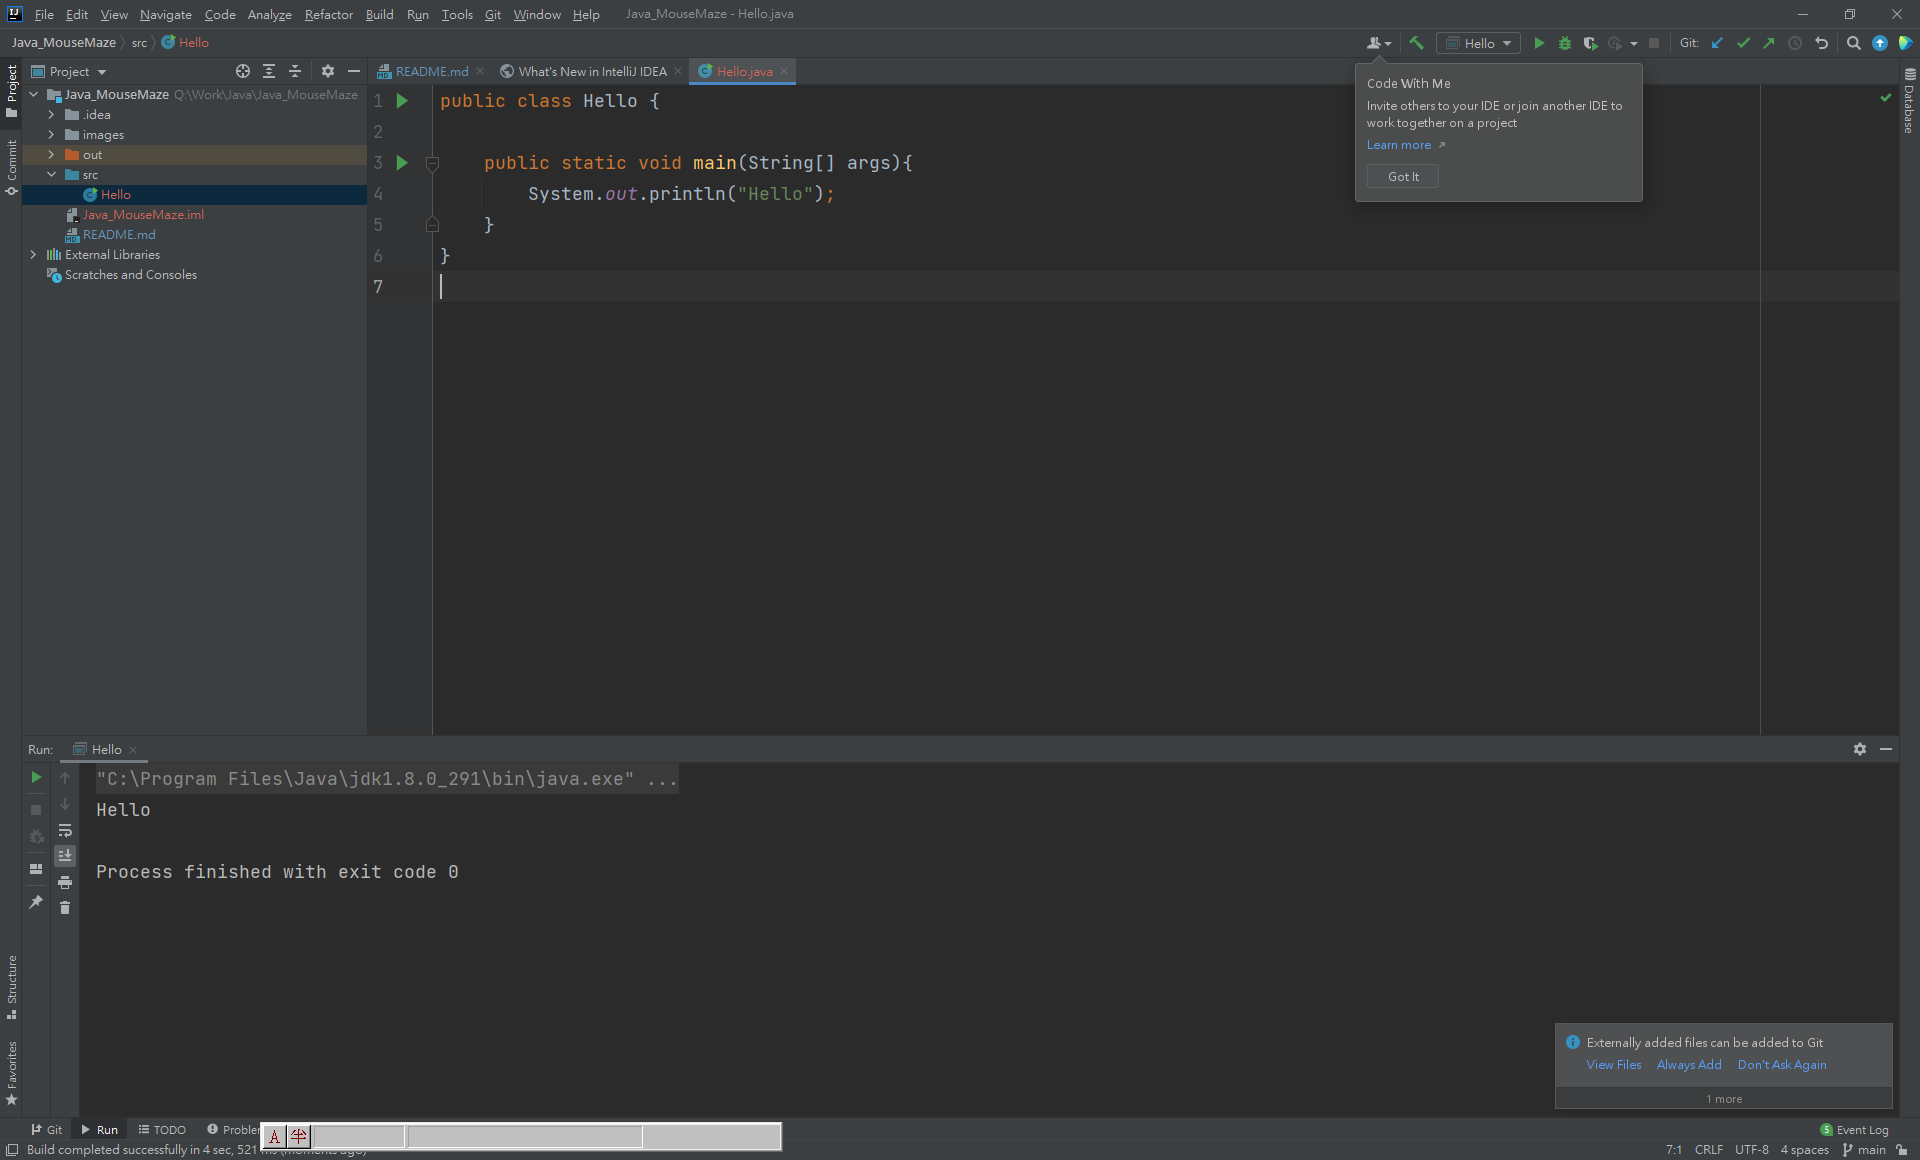 File Edit View Navigate Code Analyze Refactor Build Run Tools Git Window Help Java_MouseMaze - Hello.java
Java_MouseMaze src Hello
Hello Git:
Project
README.md What's New in IntelliJ IDEA Hello.java
Project
Commit
Structure
Favorites
Database
Java_MouseMaze Q:\Work\Java\Java_MouseMaze
.idea
images
out
src
Hello
Java_MouseMaze.iml
README.md
External Libraries
Scratches and Consoles
1 public class Hello {
2
3 public static void main(String[] args){
4 System.out.println("Hello");
5 }
6 }
7
Code With Me
Invite others to your IDE or join another IDE to
work together on a project
Learn more
Got It
Run: Hello
"C:\Program Files\Java\jdk1.8.0_291\bin\java.exe" ...
Hello
Process finished with exit code 0
Externally added files can be added to Git
View Files Always Add Don't Ask Again
1 more
Git Run TODO
A 半
5 Event Log
Build completed successfully in 4 sec, 521
7:1 CRLF UTF-8 4 spaces main